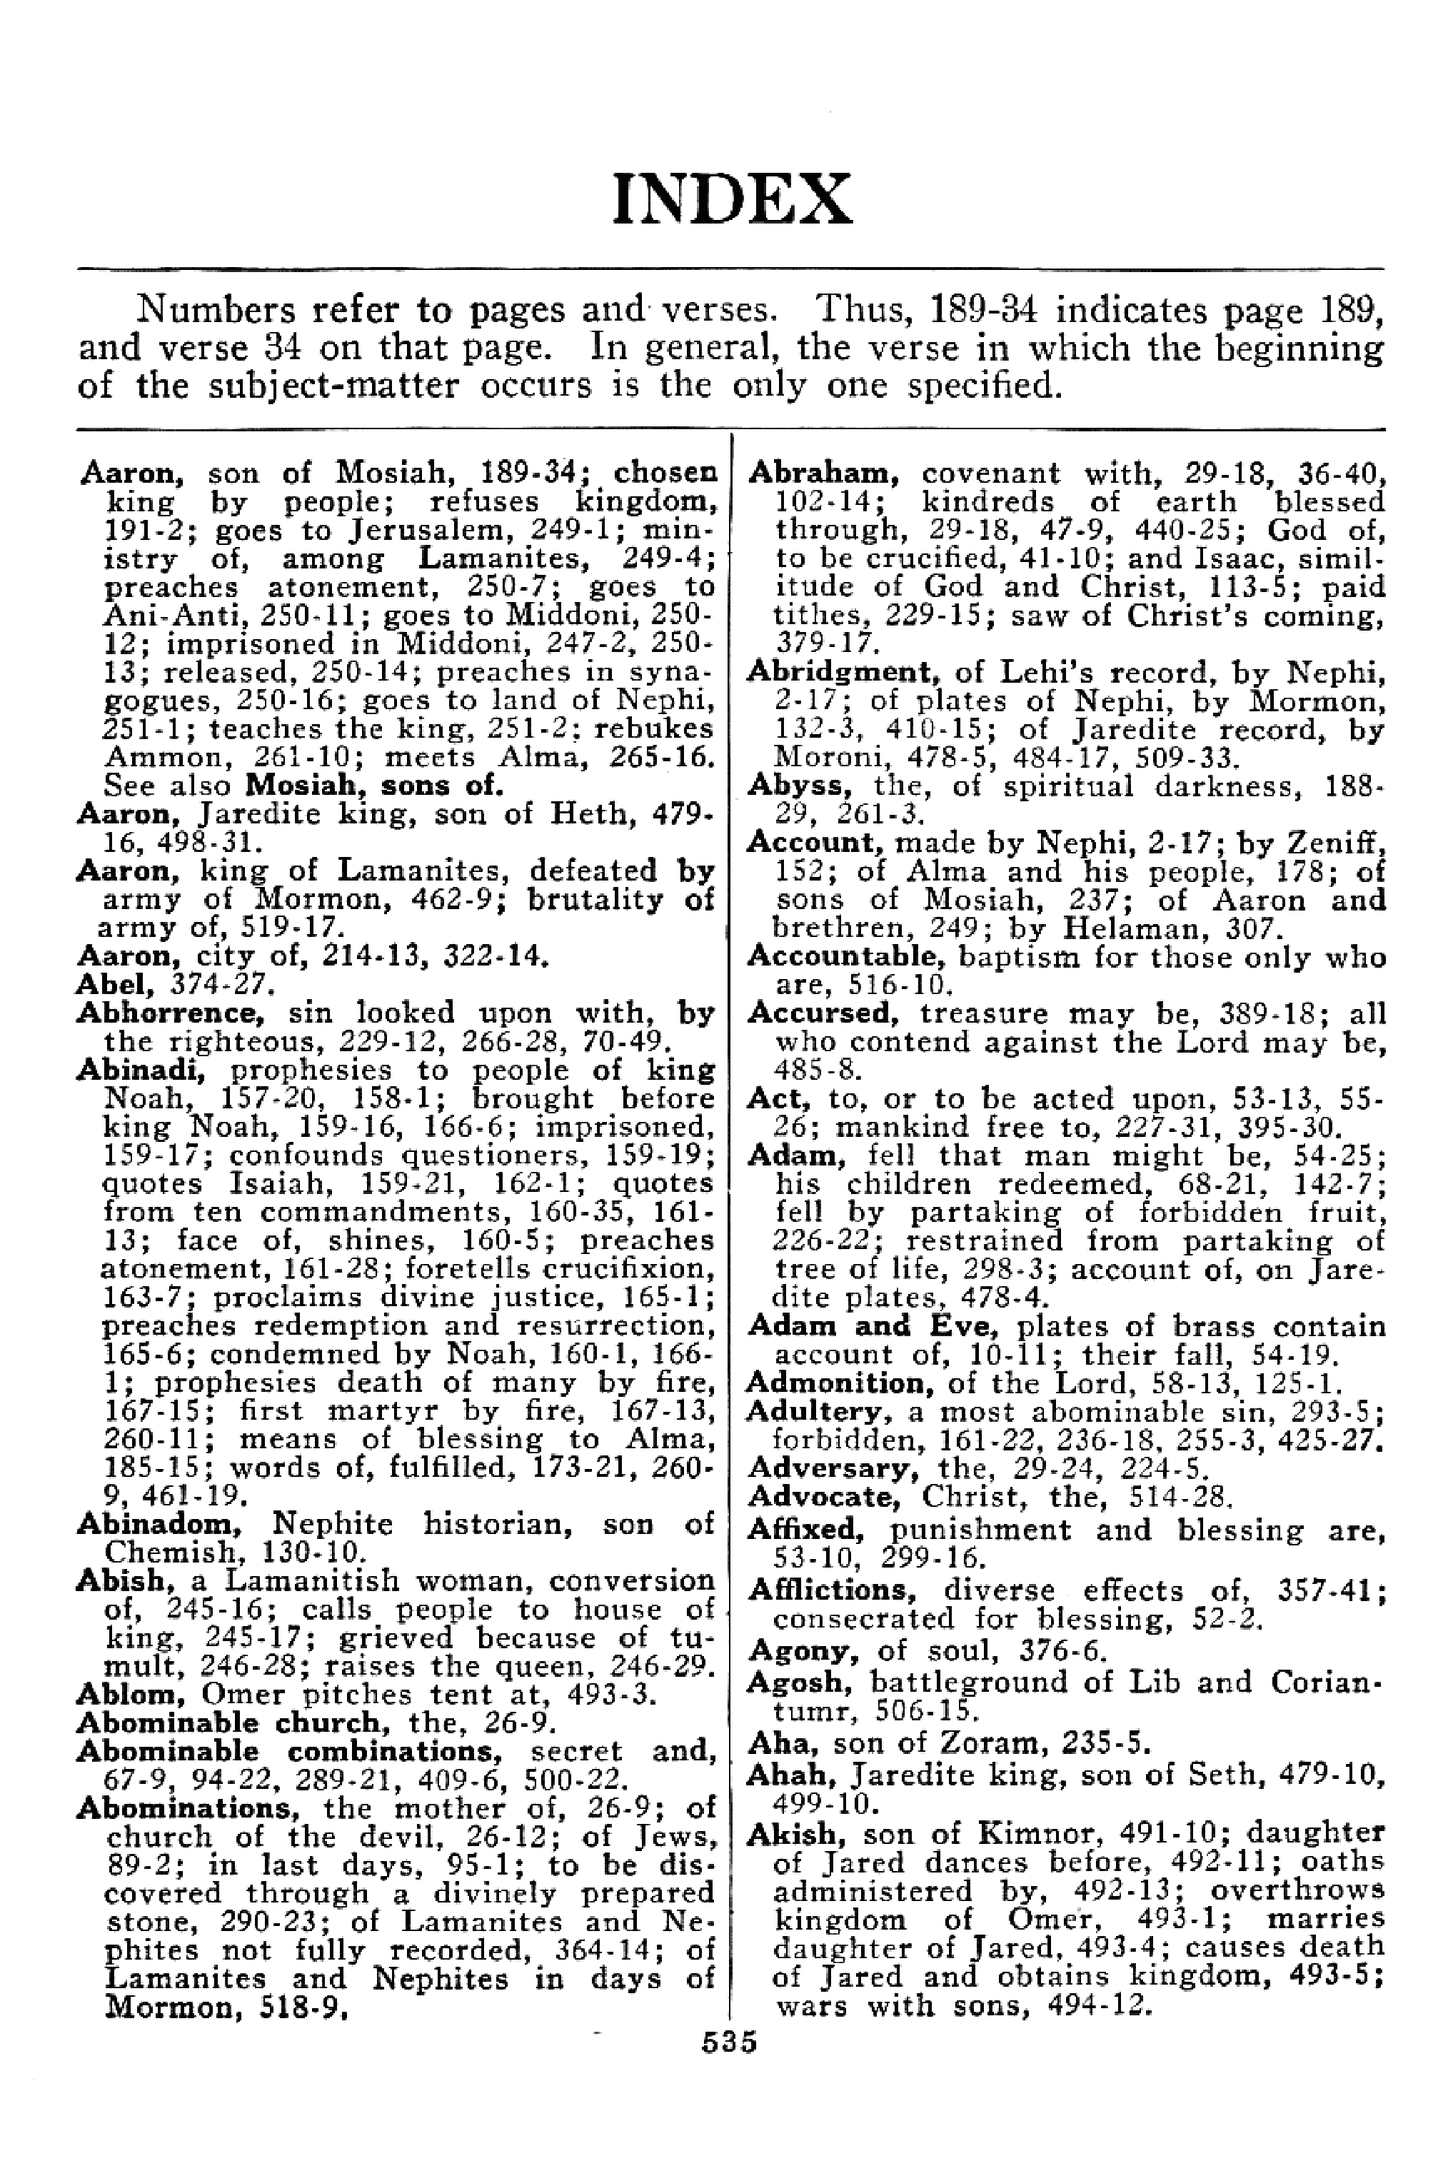 INDEX
Numbers refer to pages and verses. Thus, 189-34 indicates page 189,
and verse 34 on that page. In general, the verse in which the beginning
of the subject-matter occurs is the only one specified.
Aaron, son of Mosiah, 189-34; chosen
king by people; refuses kingdom,
191-2; goes to Jerusalem, 249-1; min-
istry of, among Lamanites, 249-4;
preaches atonement, 250-7; goes to
Ani-Anti, 250-11; goes to Middoni, 250-
12; imprisoned in Middoni, 247-2, 250-
13; released, 250-14; preaches in syna-
gogues, 250-16; goes to land of Nephi,
251-1; teaches the king, 251-2; rebukes
Ammon, 261-10; meets Alma, 265-16.
See also Mosiah, sons of.
Aaron, Jaredite king, son of Heth, 479-
16, 498-31.
Aaron, king of Lamanites, defeated by
army of Mormon, 462-9; brutality of
army of, 519-17.
Aaron, city of, 214-13, 322-14.
Abel, 374-27.
Abhorrence, sin looked upon with, by
the righteous, 229-12, 266-28, 70-49.
Abinadi, prophesies to people of king
Noah, 157-20, 158-1; brought before
king Noah, 159-16, 166-6; imprisoned,
159-17; confounds questioners, 159-19;
quotes Isaiah, 159-21, 162-1; quotes
from ten commandments, 160-35, 161-
13; face of, shines, 160-5; preaches
atonement, 161-28; foretells crucifixion,
163-7; proclaims divine justice, 165-1;
preaches redemption and resurrection,
165-6; condemned by Noah, 160-1, 166-
1; prophesies death of many by fire,
167-15; first martyr by fire, 167-13,
260-11; means of blessing to Alma,
185-15; words of, fulfilled, 173-21, 260-
9, 461-19.
Abinadom, Nephite historian, son of
Chemish, 130-10.
Abish, a Lamanitish woman, conversion
of, 245-16; calls people to house of
king, 245-17; grieved because of tu-
mult, 246-28; raises the queen, 246-29.
Ablom, Omer pitches tent at, 493-3.
Abominable church, the, 26-9.
Abominable combinations, secret and,
67-9, 94-22, 289-21, 409-6, 500-22.
Abominations, the mother of, 26-9; of
church of the devil, 26-12; of Jews,
89-2; in last days, 95-1; to be dis-
covered through a divinely prepared
stone, 290-23; of Lamanites and Ne-
phites not fully recorded, 364-14; of
Lamanites and Nephites in days of
Mormon, 518-9.
Abraham, covenant with, 29-18, 36-40,
102-14; kindreds of earth blessed
through, 29-18, 47-9, 440-25; God of,
to be crucified, 41-10; and Isaac, simil-
itude of God and Christ, 113-5; paid
tithes, 229-15; saw of Christ's coming,
379-17.
Abridgment, of Lehi's record, by Nephi,
2-17; of plates of Nephi, by Mormon,
132-3, 410-15; of Jaredite record, by
Moroni, 478-5, 484-17, 509-33.
Abyss, the, of spiritual darkness, 188-
29, 261-3.
Account, made by Nephi, 2-17; by Zeniff,
152; of Alma and his people, 178; of
sons of Mosiah, 237; of Aaron and
brethren, 249; by Helaman, 307.
Accountable, baptism for those only who
are, 516-10.
Accursed, treasure may be, 389-18; all
who contend against the Lord may be,
485-8.
Act, to, or to be acted upon, 53-13, 55-
26; mankind free to, 227-31, 395-30.
Adam, fell that man might be, 54-25;
his children redeemed, 68-21, 142-7;
fell by partaking of forbidden fruit,
226-22; restrained from partaking of
tree of life, 298-3; account of, on Jare-
dite plates, 478-4.
Adam and Eve, plates of brass contain
account of, 10-11; their fall, 54-19.
Admonition, of the Lord, 58-13, 125-1.
Adultery, a most abominable sin, 293-5;
forbidden, 161-22, 236-18, 255-3, 425-27.
Adversary, the, 29-24, 224-5.
Advocate, Christ, the, 514-28.
Affixed, punishment and blessing are,
53-10, 299-16.
Afflictions, diverse effects of, 357-41;
consecrated for blessing, 52-2.
Agony, of soul, 376-6.
Agosh, battleground of Lib and Corian-
tumr, 506-15.
Aha, son of Zoram, 235-5.
Ahah, Jaredite king, son of Seth, 479-10,
499-10.
Akish, son of Kimnor, 491-10; daughter
of Jared dances before, 492-11; oaths
administered by, 492-13; overthrows
kingdom of Omer, 493-1; marries
daughter of Jared, 493-4; causes death
of Jared and obtains kingdom, 493-5;
wars with sons, 494-12.
535